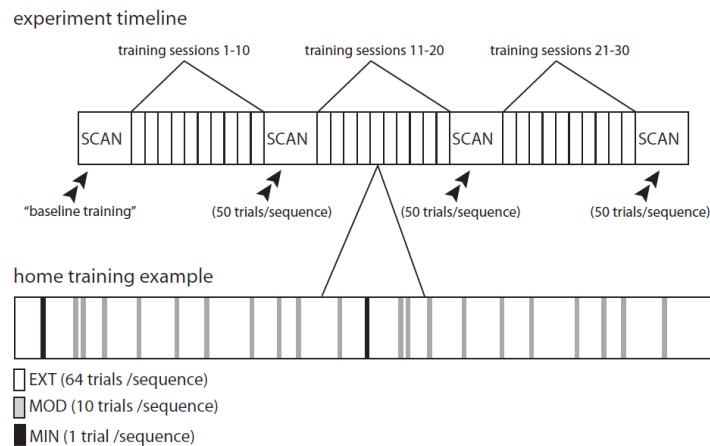 experiment timeline
training sessions 1-10
training sessions 11-20
training sessions 21-30
SCAN
SCAN
SCAN
SCAN
“baseline training”
(50 trials/sequence)
(50 trials/sequence)
(50 trials/sequence)
home training example
EXT (64 trials /sequence)
MOD (10 trials /sequence)
MIN (1 trial /sequence)